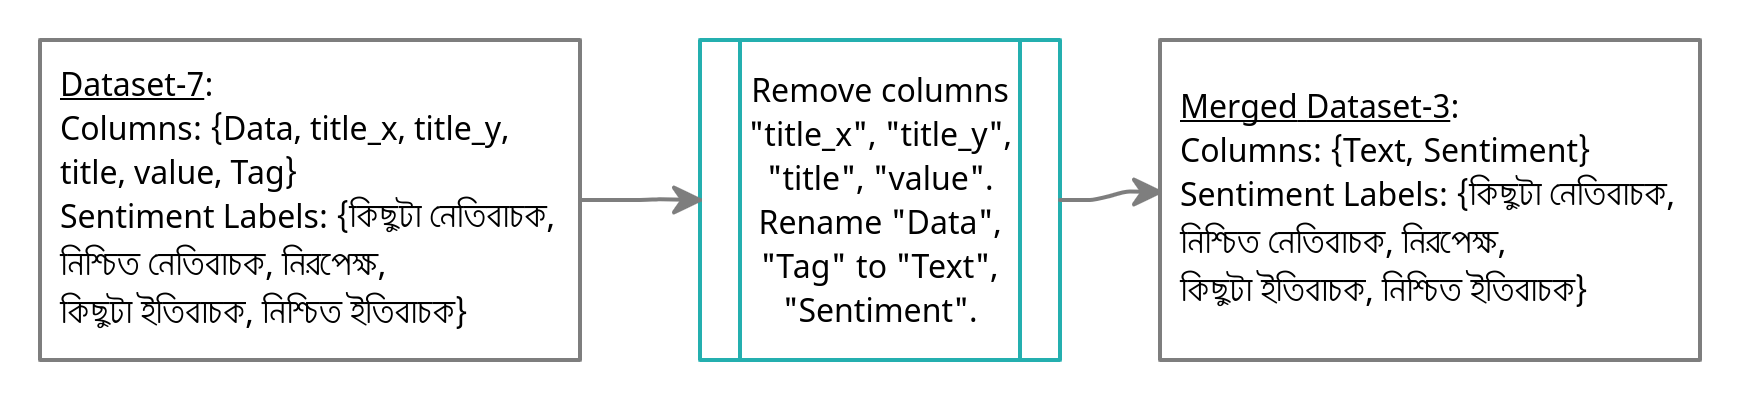 Dataset-7:
Columns: {Data, title_x, title_y,
title, value, Tag}
Sentiment Labels: {কিছুটা নেতিবাচক,
নিশ্চিত নেতিবাচক, নিরপেক্ষ,
কিছুটা ইতিবাচক, নিশ্চিত ইতিবাচক}
Remove columns
"title_x", "title_y",
"title", "value".
Rename "Data",
"Tag" to "Text",
"Sentiment".
Merged Dataset-3:
Columns: {Text, Sentiment}
Sentiment Labels: {কিছুটা নেতিবাচক,
নিশ্চিত নেতিবাচক, নিরপেক্ষ,
কিছুটা ইতিবাচক, নিশ্চিত ইতিবাচক}